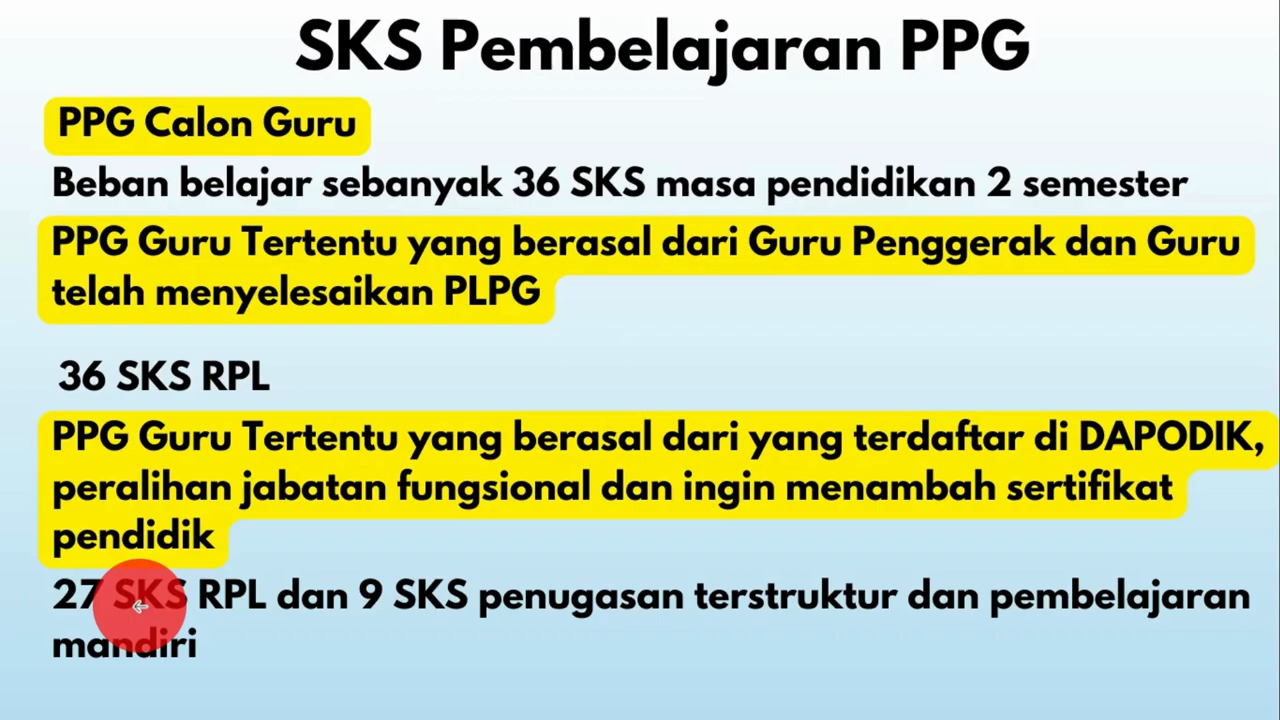 SKS Pembelajaran PPG
PPG Calon Guru
Beban belajar sebanyak 36 SKS masa pendidikan 2 semester
PPG Guru Tertentu yang berasal dari Guru Penggerak dan Guru
telah menyelesaikan PLPG
36 SKS RPL
PPG Guru Tertentu yang berasal dari yang terdaftar di DAPODIK,
peralihan jabatan fungsional dan ingin menambah sertifikat
pendidik
27 SKS RPL dan 9 SKS penugasan terstruktur dan pembelajaran
mandiri